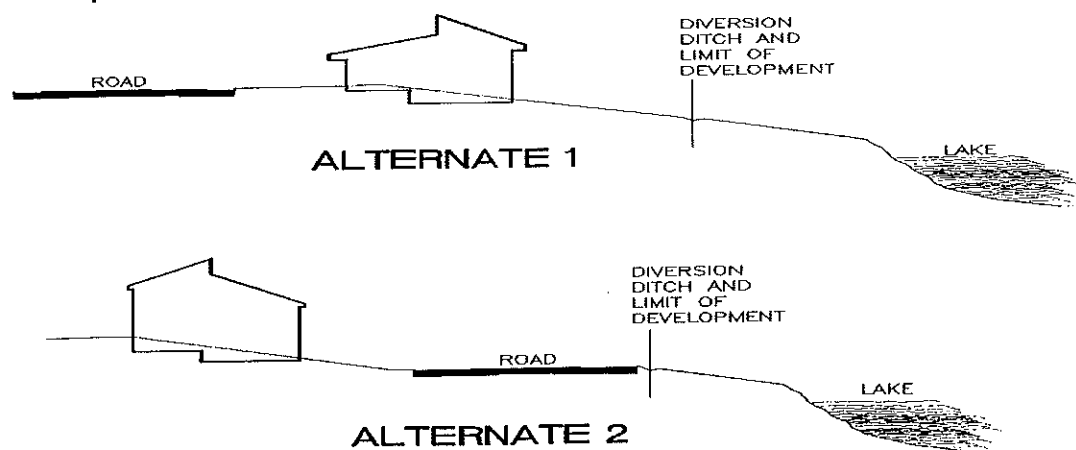 DIVERSION
DITCH AND
LIMIT OF
DEVELOPMENT
ROAD
ALTERNATE 1
LAKE
DIVERSION
DITCH AND
LIMIT OF
DEVELOPMENT
ROAD
LAKE
ALTERNATE 2